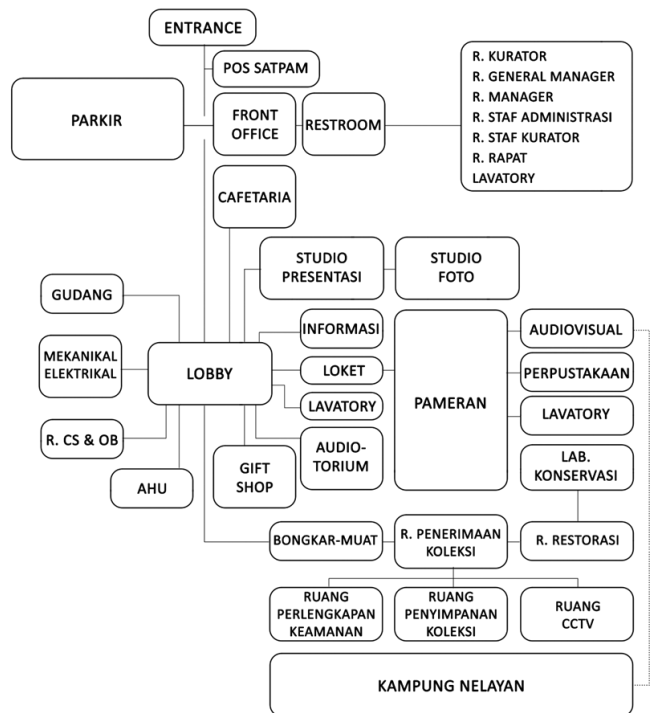 ENTRANCE
POS SATPAM
PARKIR
FRONT
OFFICE
RESTROOM
R. KURATOR
R. GENERAL MANAGER
R. MANAGER
R. STAF ADMINISTRASI
R. STAF KURATOR
R. RAPAT
LAVATORY
CAFETARIA
STUDIO
PRESENTASI
STUDIO
FOTO
GUDANG
MEKANIKAL
ELEKTRIKAL
LOBBY
R. CS & OB
AHU
GIFT
SHOP
INFORMASI
LOKET
LAVATORY
AUDIO-
TORIUM
PAMERAN
AUDIOVISUAL
PERPUSTAKAAN
LAVATORY
LAB.
KONSERVASI
BONGKAR-MUAT
R. PENERIMAAN
KOLEKSI
R. RESTORASI
RUANG
PERLENGKAPAN
KEAMANAN
RUANG
PENYIMPANAN
KOLEKSI
RUANG
CCTV
KAMPUNG NELAYAN